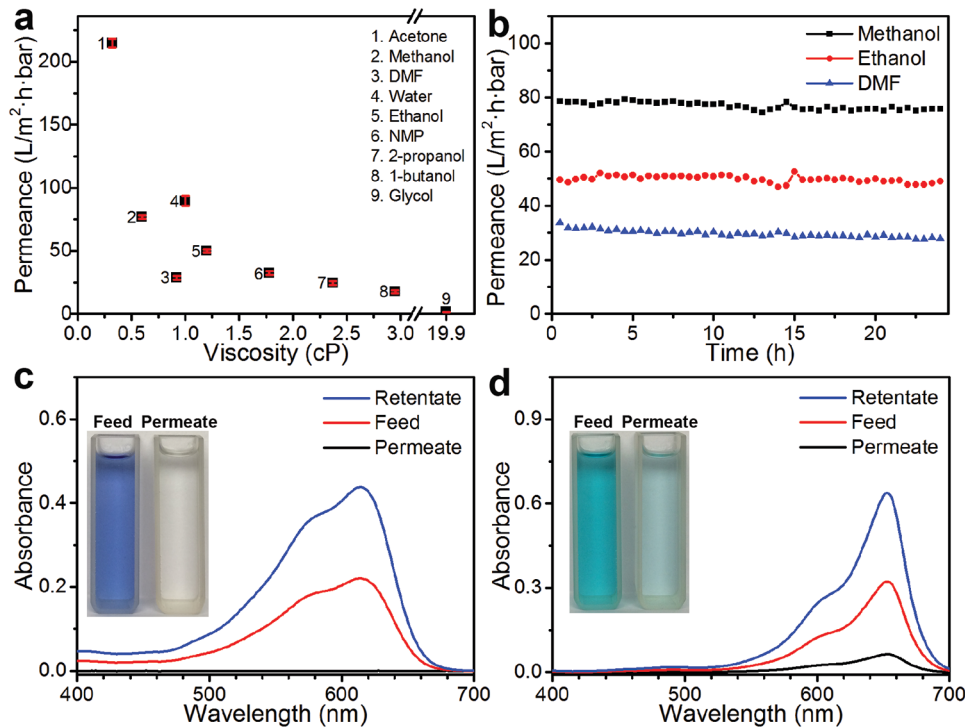 a
Permeance (L/m²·h·bar)
200
150
100
50
0
1
2
3
4
5
6
7
8
9
1. Acetone
2. Methanol
3. DMF
4. Water
5. Ethanol
6. NMP
7. 2-propanol
8. 1-butanol
9. Glycol
0.0 0.5 1.0 1.5 2.0 2.5 3.0 19.9
Viscosity (cP)
b
Permeance (L/m²·h·bar)
100
80
60
40
20
0
Methanol
Ethanol
DMF
0 5 10 15 20
Time (h)
c
Absorbance
0.6
0.4
0.2
0.0
Feed Permeate
Retentate
Feed
Permeate
400 500 600 700
Wavelength (nm)
d
Absorbance
0.9
0.6
0.3
0.0
Feed Permeate
Retentate
Feed
Permeate
400 500 600 700
Wavelength (nm)